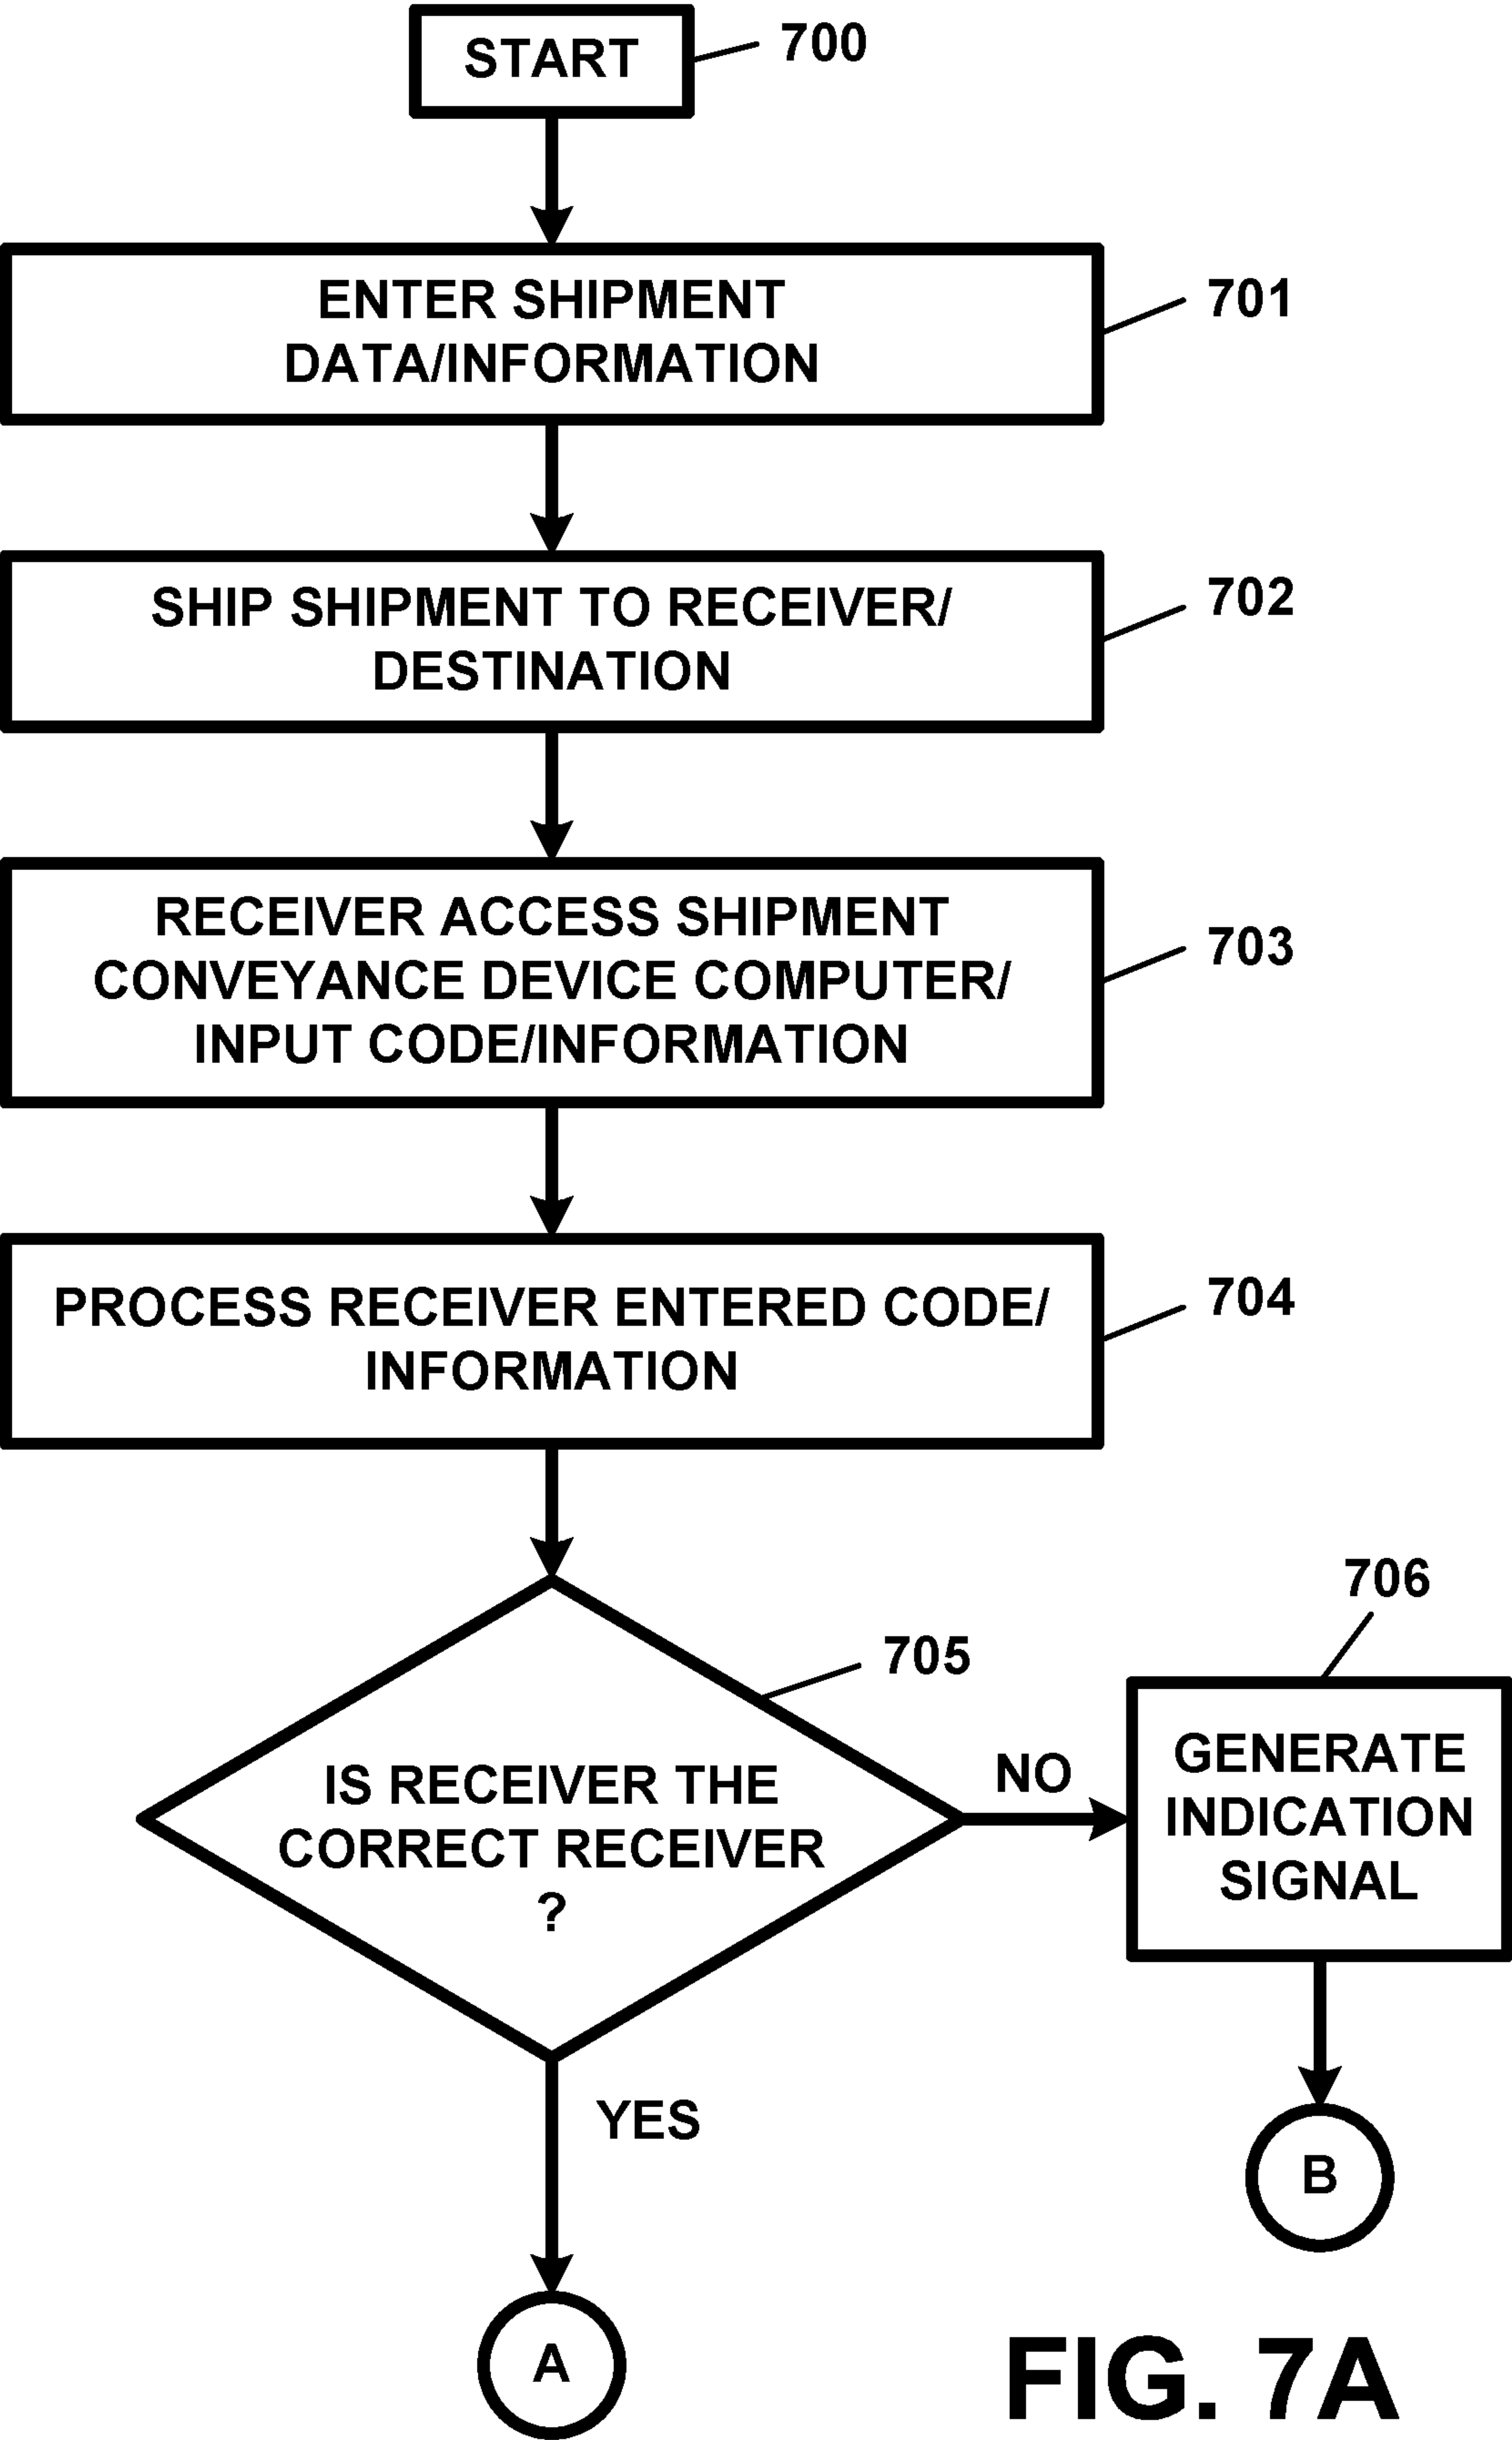 START
700
ENTER SHIPMENT
DATA/INFORMATION
701
SHIP SHIPMENT TO RECEIVER/
DESTINATION
702
RECEIVER ACCESS SHIPMENT
CONVEYANCE DEVICE COMPUTER/
INPUT CODE/INFORMATION
703
PROCESS RECEIVER ENTERED CODE/
INFORMATION
704
705
IS RECEIVER THE
CORRECT RECEIVER
?
NO
706
GENERATE
INDICATION
SIGNAL
YES
B
A
FIG. 7A